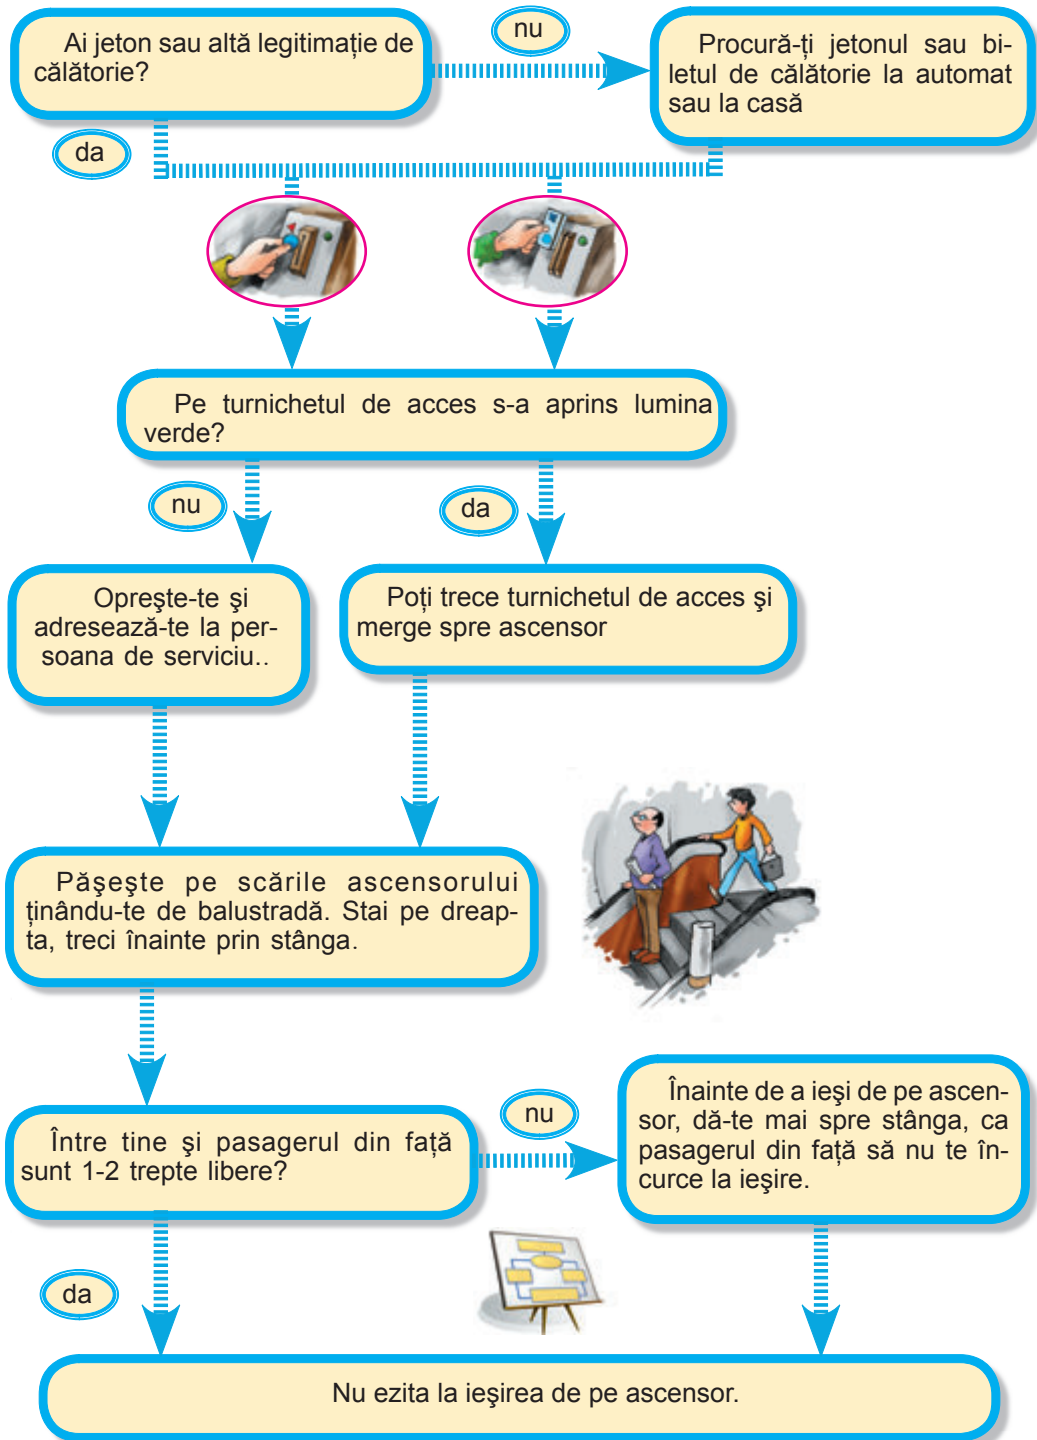 Ai jeton sau altă legitimație de
călătorie?
nu
Procură-ți jetonul sau bi-
letul de călătorie la automat
sau la casă
da
Pe turnichetul de acces s-a aprins lumina
verde?
nu
da
Opreşte-te şi
adresează-te la per-
soana de serviciu..
Poți trece turnichetul de acces şi
merge spre ascensor
Păşeşte pe scările ascensorului
ținându-te de balustradă. Stai pe dreap-
ta, treci înainte prin stânga.
Între tine şi pasagerul din față
sunt 1-2 trepte libere?
nu
Înainte de a ieşi de pe ascen-
sor, dă-te mai spre stânga, ca
pasagerul din față să nu te în-
curce la ieşire.
da
Nu ezita la ieşirea de pe ascensor.